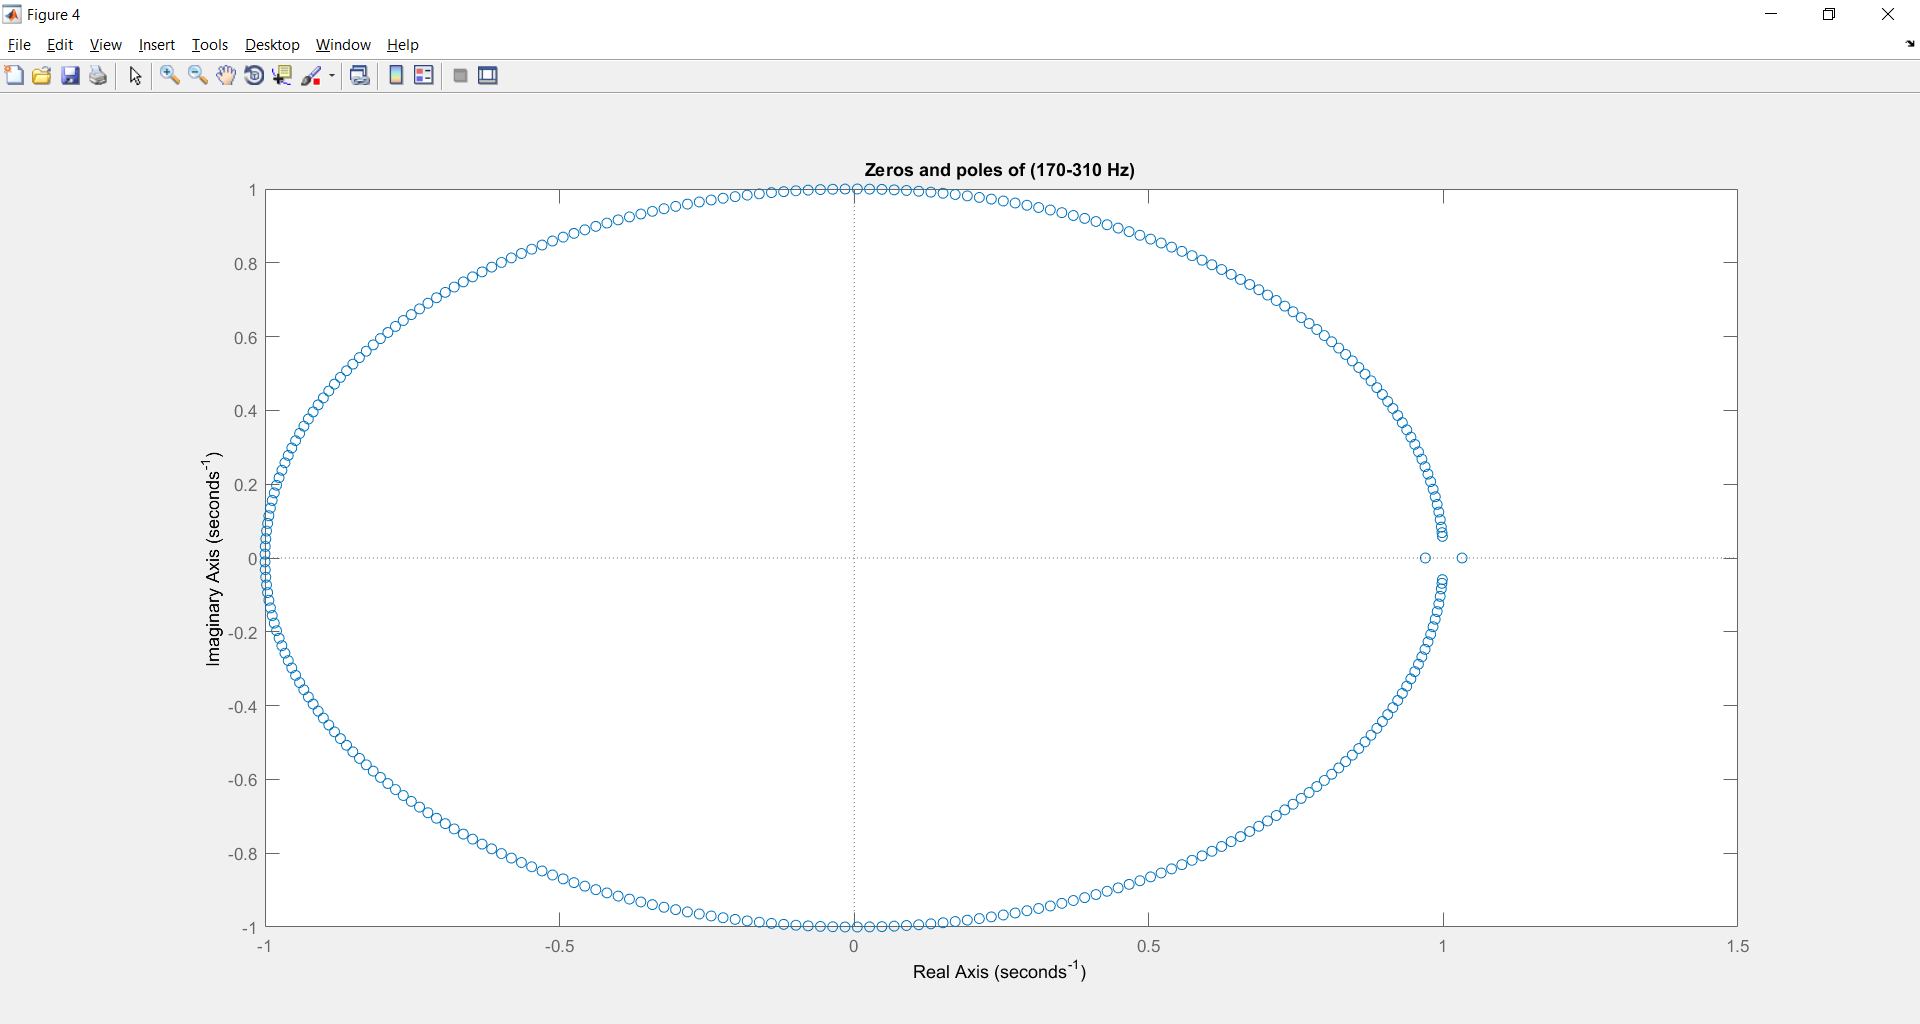 Figure 4
File Edit View Insert Tools Desktop Window Help
Zeros and poles of (170-310 Hz)
1
0.8
0.6
0.4
0.2
0
-0.2
-0.4
-0.6
-0.8
-1
Imaginary Axis (seconds⁻¹)
-1 -0.5 0 0.5 1 1.5
Real Axis (seconds⁻¹)